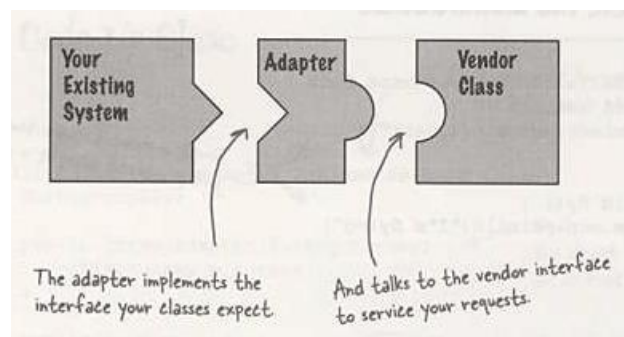 Your
Existing
System
Adapter
Vendor
Class
The adapter implements the
interface your classes expect.
And talks to the vendor interface
to service your requests.